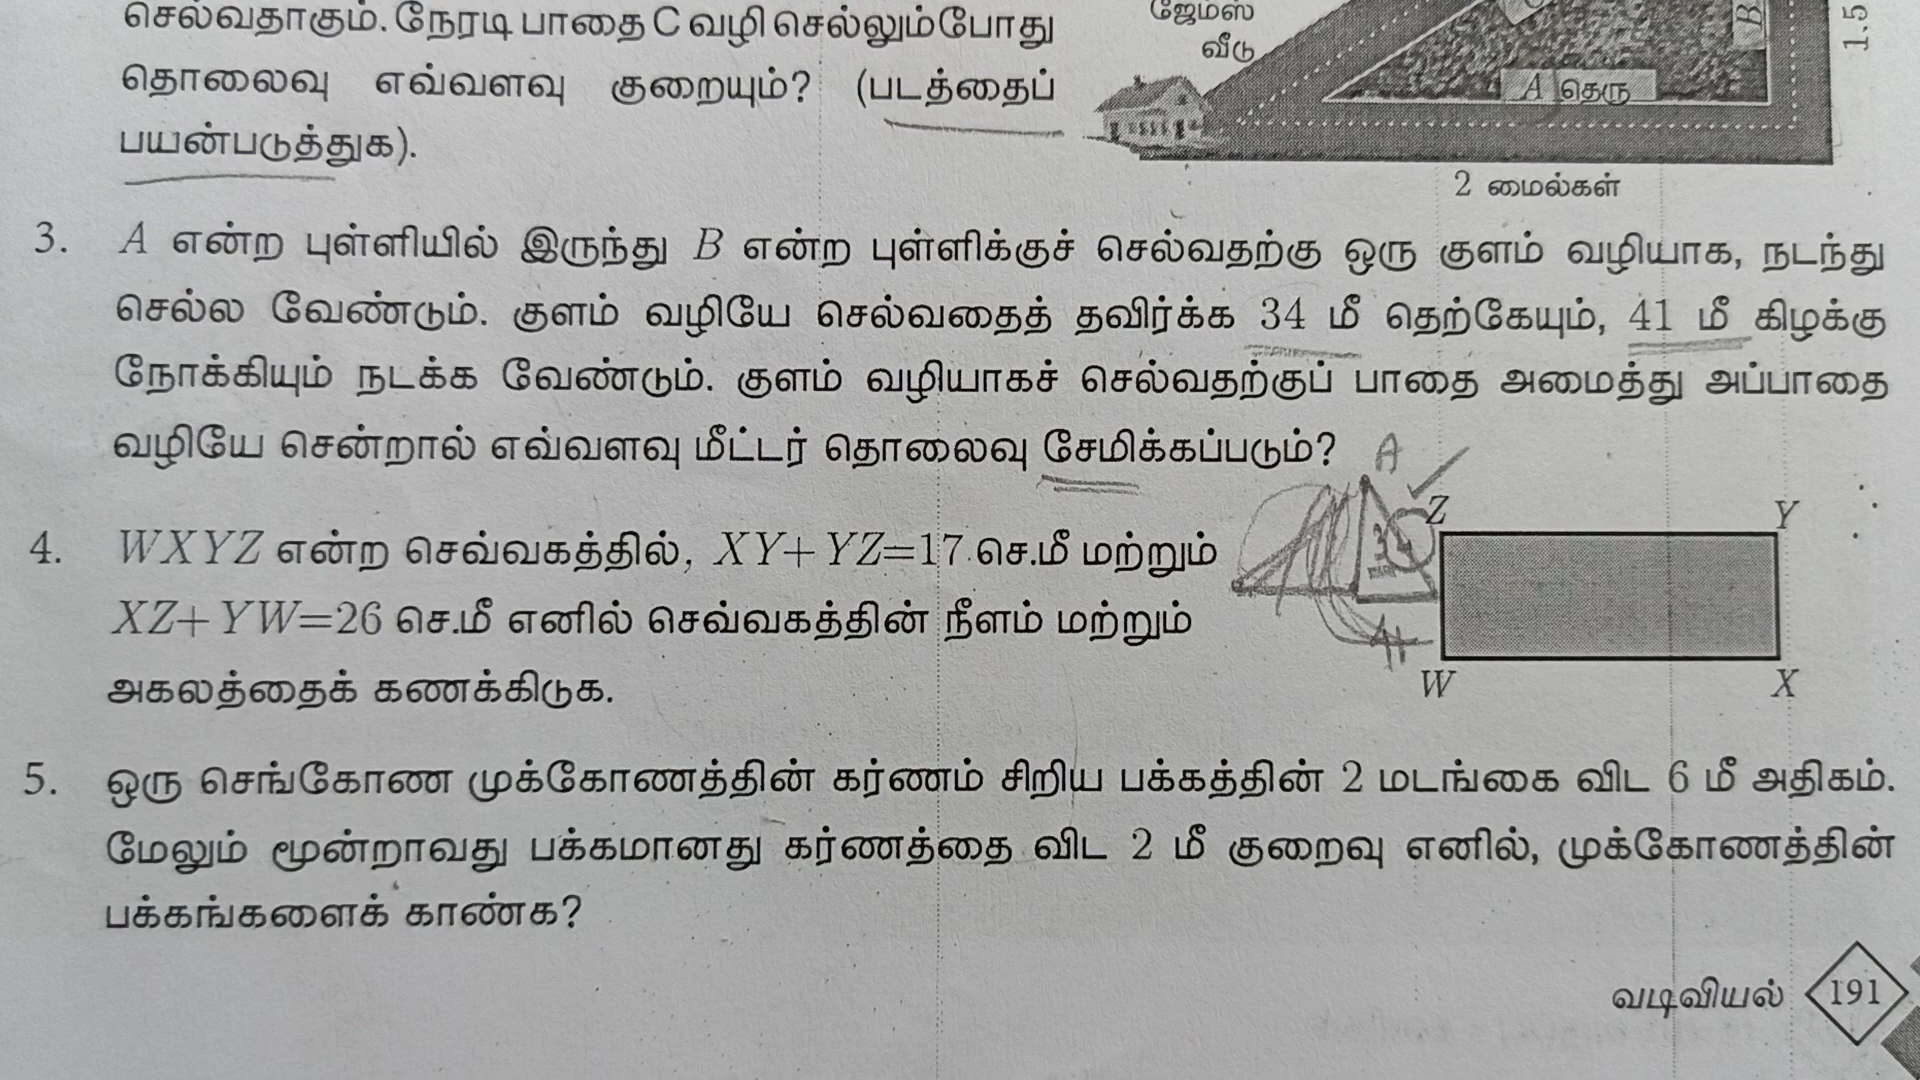 செல்வதாகும். நேரடி பாதை C வழி செல்லும்போது
தொலைவு எவ்வளவு குறையும்? (படத்தைப்
பயன்படுத்துக).
ஜேம்ஸ்
வீடு
C
B
1.5
A தெரு
2 மைல்கள்
3. A என்ற புள்ளியில் இருந்து B என்ற புள்ளிக்குச் செல்வதற்கு ஒரு குளம் வழியாக, நடந்து
செல்ல வேண்டும். குளம் வழியே செல்வதைத் தவிர்க்க 34 மீ தெற்கேயும், 41 மீ கிழக்கு
நோக்கியும் நடக்க வேண்டும். குளம் வழியாகச் செல்வதற்குப் பாதை அமைத்து அப்பாதை
வழியே சென்றால் எவ்வளவு மீட்டர் தொலைவு சேமிக்கப்படும்?
A
4. WXYZ என்ற செவ்வகத்தில், XY+ YZ=17 செ.மீ மற்றும்
XZ+ YW=26 செ.மீ எனில் செவ்வகத்தின் நீளம் மற்றும்
அகலத்தைக் கணக்கிடுக.
Z Y
W X
5. ஒரு செங்கோண முக்கோணத்தின் கர்ணம் சிறிய பக்கத்தின் 2 மடங்கை விட 6 மீ அதிகம்.
மேலும் மூன்றாவது பக்கமானது கர்ணத்தை விட 2 மீ குறைவு எனில், முக்கோணத்தின்
பக்கங்களைக் காண்க?
வடிவியல் 191